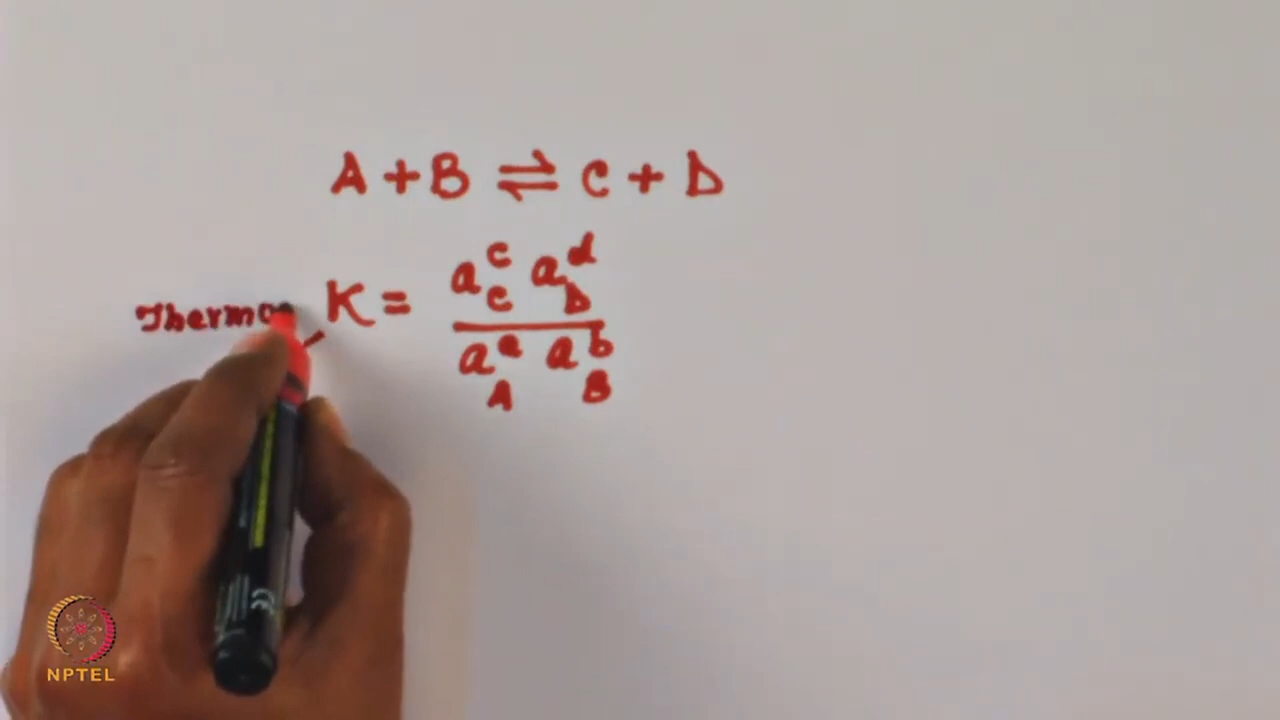 A + B ⇌ C + D
Thermo K = a_C^c a_D^d / a_A^a a_B^b
NPTEL